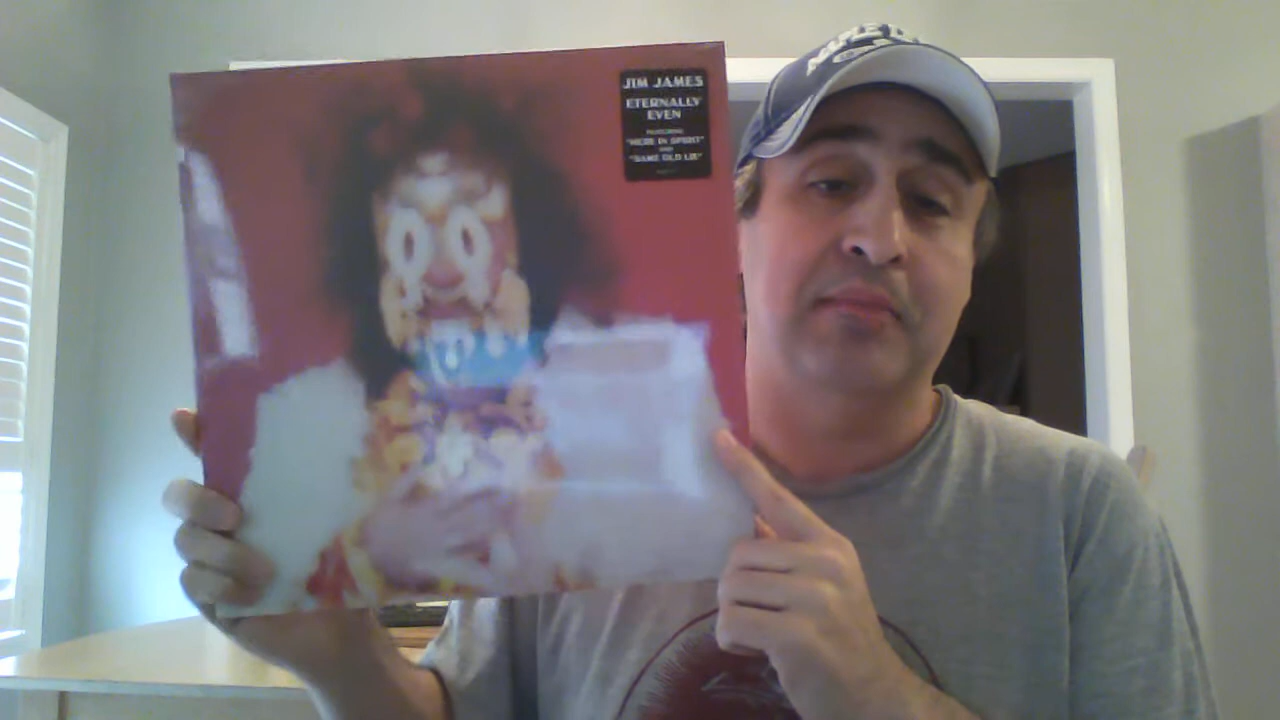 JIM JAMES
ETERNALLY
EVEN
FEATURING
"HERE IN SPIRIT"
AND
"SAME OLD LIE"